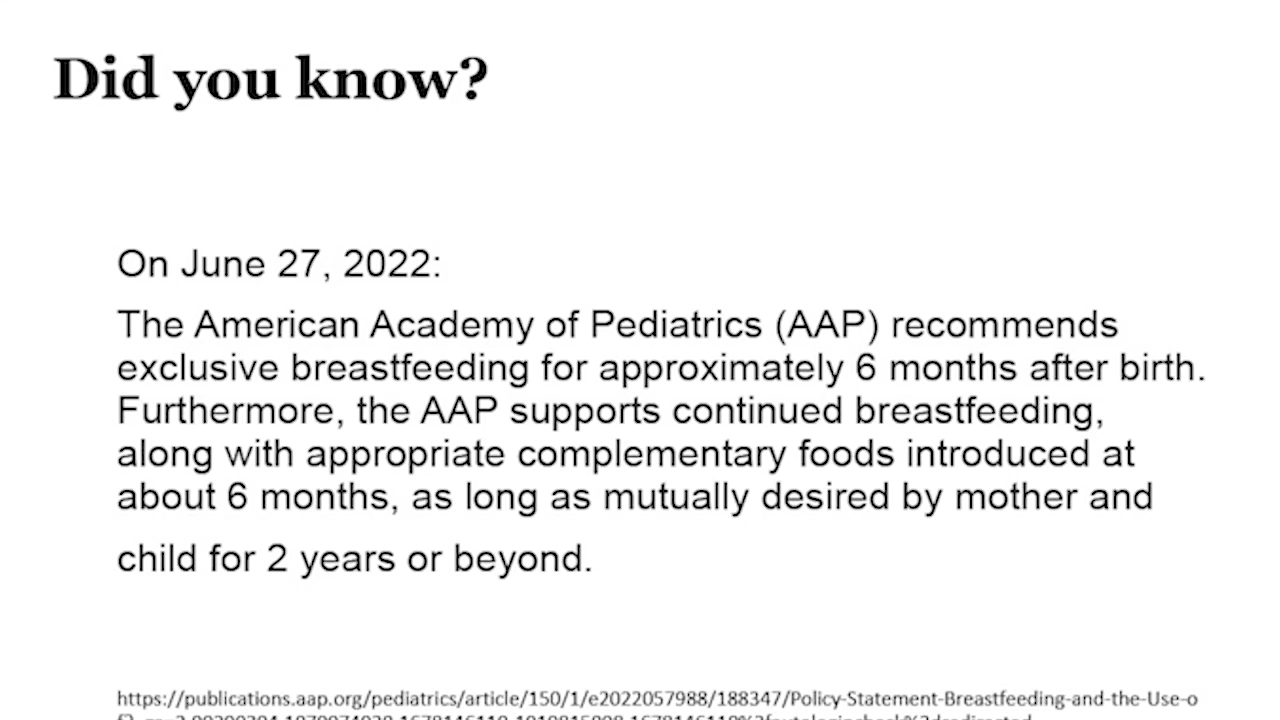 Did you know?
On June 27, 2022:
The American Academy of Pediatrics (AAP) recommends
exclusive breastfeeding for approximately 6 months after birth.
Furthermore, the AAP supports continued breastfeeding,
along with appropriate complementary foods introduced at
about 6 months, as long as mutually desired by mother and
child for 2 years or beyond.
https://publications.aap.org/pediatrics/article/150/1/e2022057988/188347/Policy-Statement-Breastfeeding-and-the-Use-o